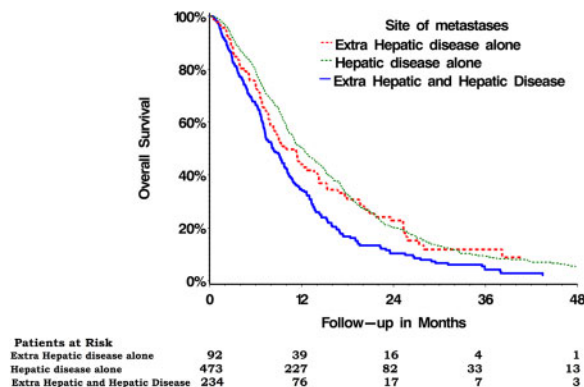 Site of metastases
Extra Hepatic disease alone
Hepatic disease alone
Extra Hepatic and Hepatic Disease
Overall Survival
100%
80%
60%
40%
20%
0%
0 12 24 36 48
Follow-up in Months
Patients at Risk
Extra Hepatic disease alone 92 39 16 4 1
Hepatic disease alone 473 227 82 33 13
Extra Hepatic and Hepatic Disease 234 76 17 7 3